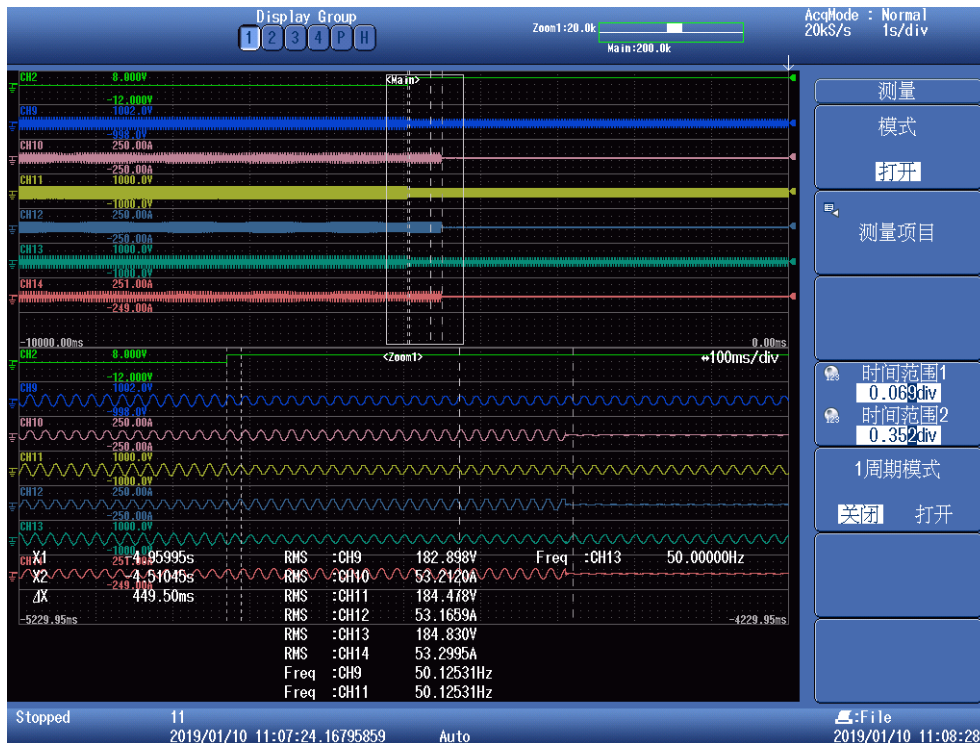 Display Group
1 2 3 4 P H
Zoom1:20.0k
Main:200.0k
AcqMode : Normal
20kS/s 1s/div
CH2 8.000V
<Main>
-12.000V
CH9 1002.0V
-998.0V
CH10 250.00A
-250.00A
CH11 1000.0V
-1000.0V
CH12 250.00A
-250.00A
CH13 1000.0V
-1000.0V
CH14 251.00A
-249.00A
-10000.00ms 0.00ms
CH2 8.000V <Zoom1> 100ms/div
-12.000V
CH9 1002.0V
-998.0V
CH10 250.00A
-250.00A
CH11 1000.0V
-1000.0V
CH12 250.00A
-250.00A
CH13 1000.0V
-1000.0V
CH14 251.00A
-249.00A
X1 -4.95995s
X2 -4.51045s
ΔX 449.50ms
-5229.95ms -4229.95ms
RMS :CH9 182.898V
RMS :CH10 53.2120A
RMS :CH11 184.478V
RMS :CH12 53.1659A
RMS :CH13 184.830V
RMS :CH14 53.2995A
Freq :CH9 50.12531Hz
Freq :CH11 50.12531Hz
Freq :CH13 50.00000Hz
测量
模式
打开
测量项目
时间范围1
0.069div
时间范围2
0.352div
1周期模式
关闭 打开
Stopped 11
2019/01/10 11:07:24.16795859 Auto
:File
2019/01/10 11:08:28